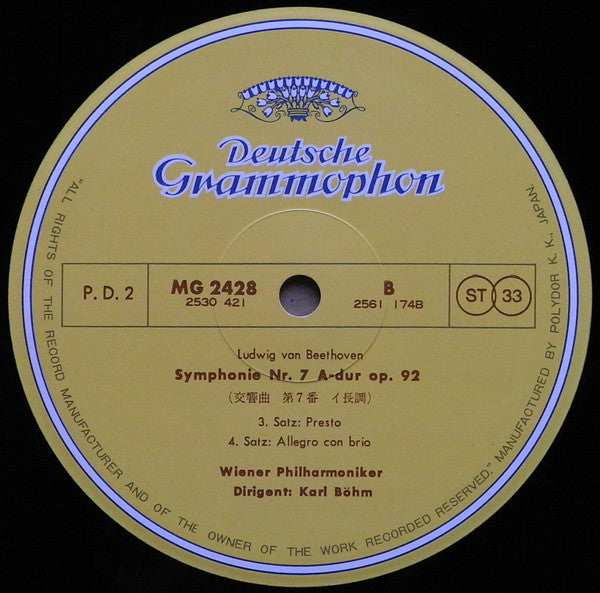 Deutsche
Grammophon
P. D. 2
MG 2428
2530 421
B
2561 174B
ST 33
Ludwig van Beethoven
Symphonie Nr. 7 A-dur op. 92
(交響曲 第7番 イ長調)
3. Satz: Presto
4. Satz: Allegro con brio
Wiener Philharmoniker
Dirigent: Karl Böhm
"ALL RIGHTS OF THE RECORD MANUFACTURER AND OF THE OWNER OF THE WORK RECORDED RESERVED." MANUFACTURED BY POLYDOR K. K., JAPAN